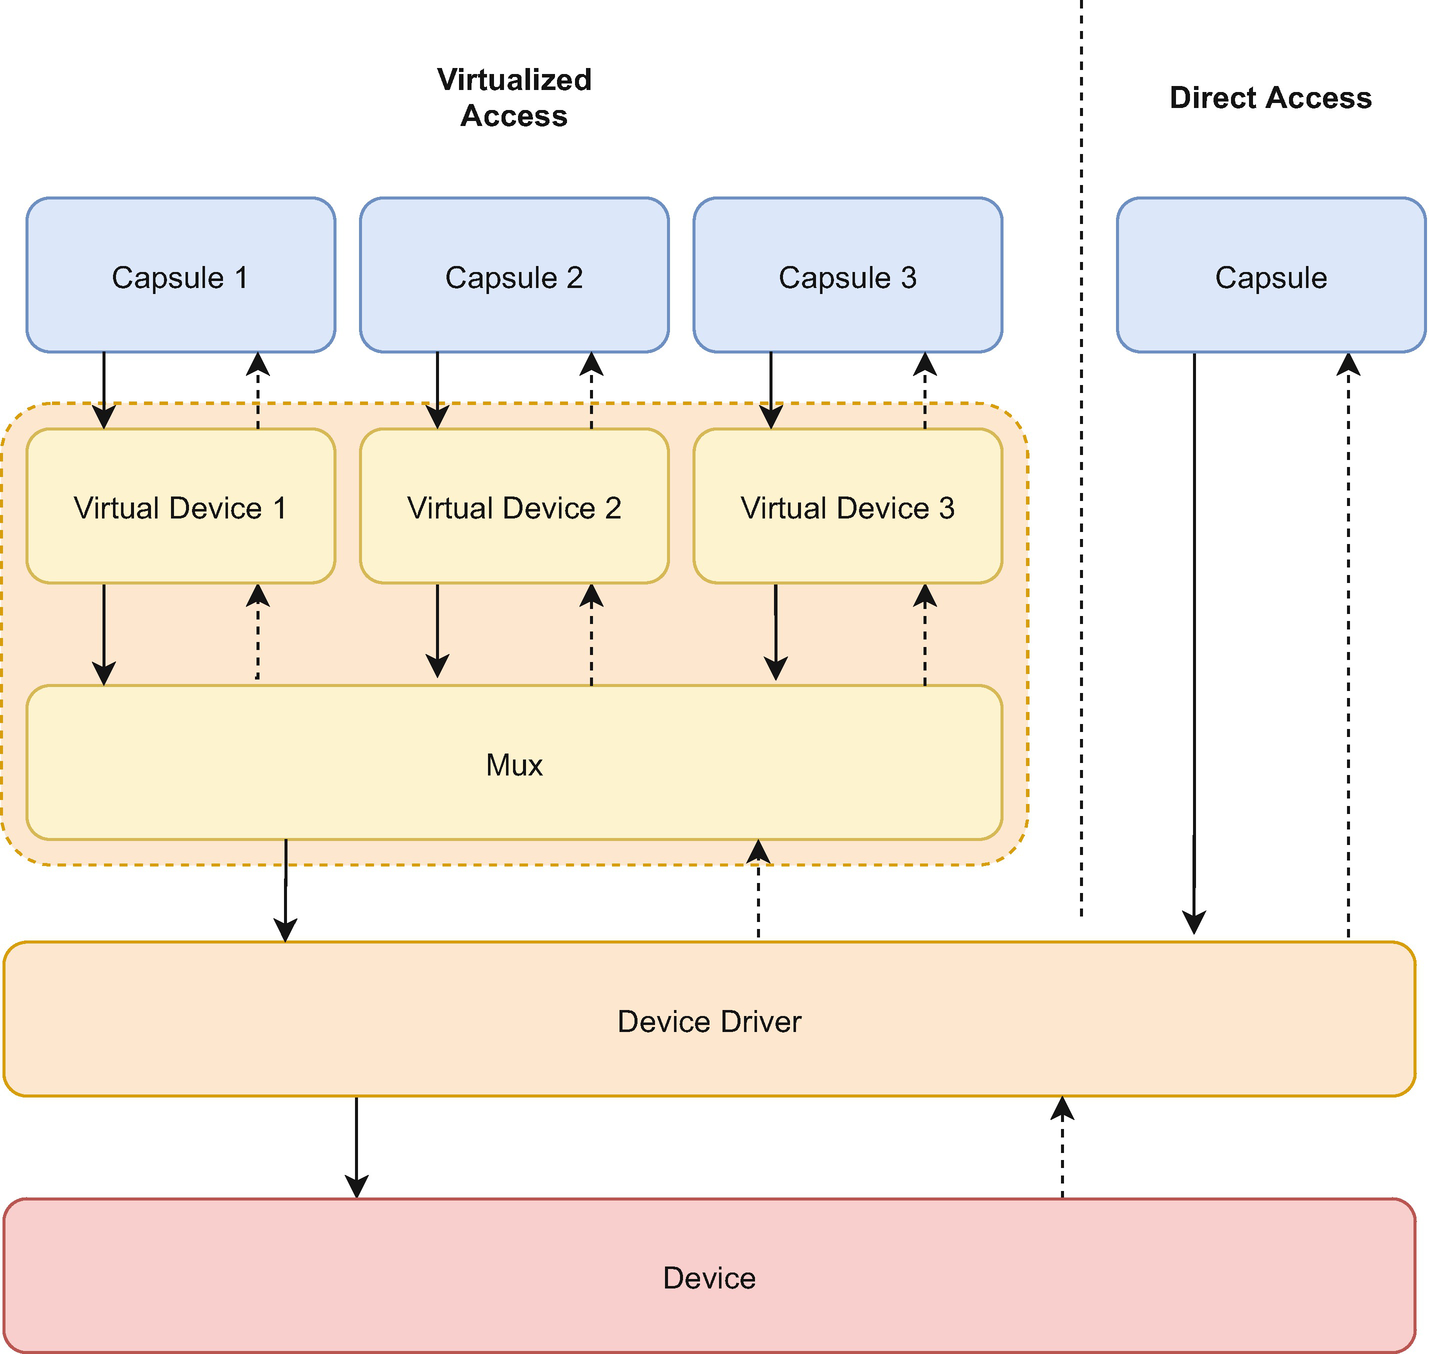 Virtualized
Access
Direct Access
Capsule 1
Capsule 2
Capsule 3
Capsule
Virtual Device 1
Virtual Device 2
Virtual Device 3
Mux
Device Driver
Device